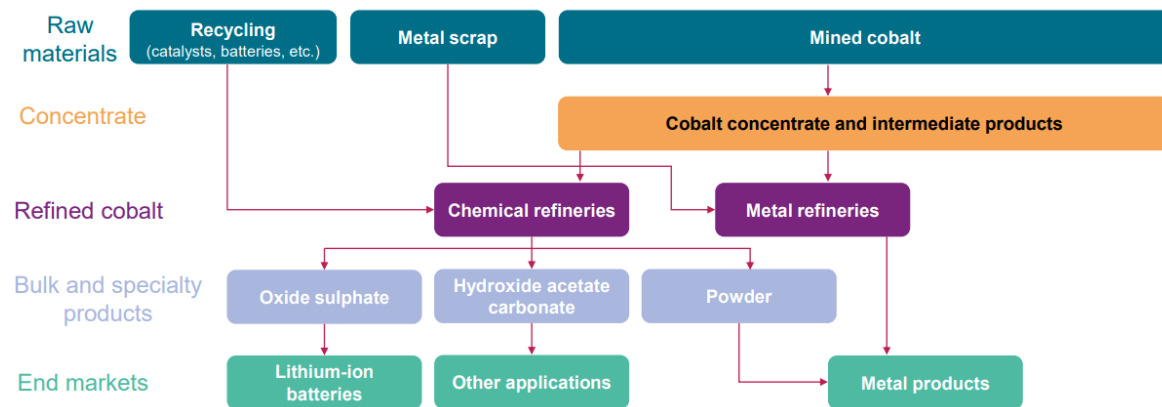 Raw
materials
Recycling
(catalysts, batteries, etc.)
Metal scrap
Mined cobalt
Concentrate
Cobalt concentrate and intermediate products
Refined cobalt
Chemical refineries
Metal refineries
Bulk and specialty
products
Oxide sulphate
Hydroxide acetate
carbonate
Powder
End markets
Lithium-ion
batteries
Other applications
Metal products